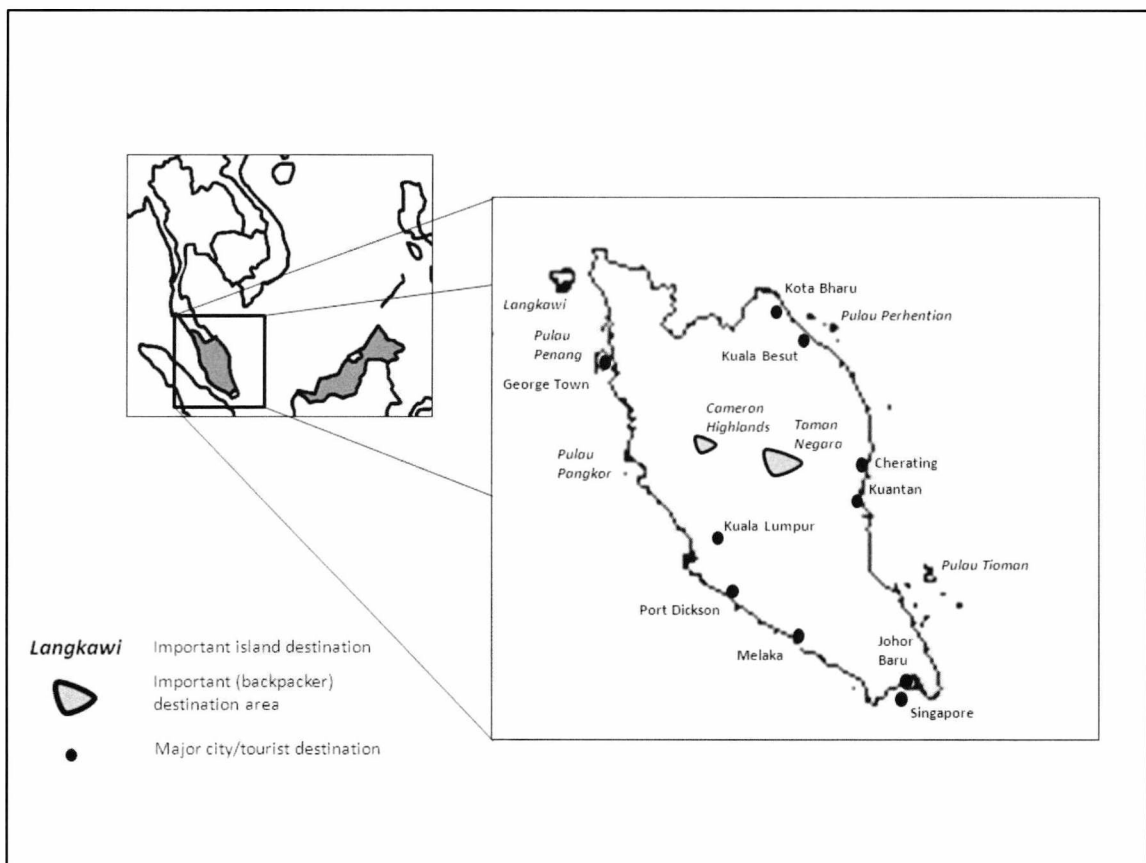 Kota Bharu
Langkawi
Pulau Perhentian
Pulau
Penang
Kuala Besut
George Town
Cameron
Highlands
Taman
Negara
Pulau
Pangkor
Cherating
Kuantan
Kuala Lumpur
Pulau Tioman
Port Dickson
Melaka
Johor
Baru
Singapore
Langkawi Important island destination
Important (backpacker)
destination area
Major city/tourist destination